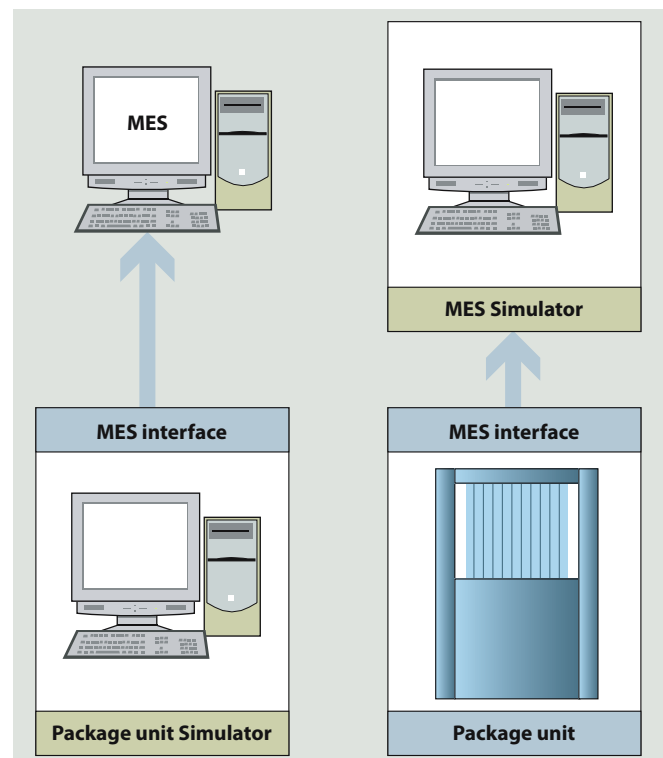 MES
MES Simulator
MES interface
MES interface
Package unit Simulator
Package unit